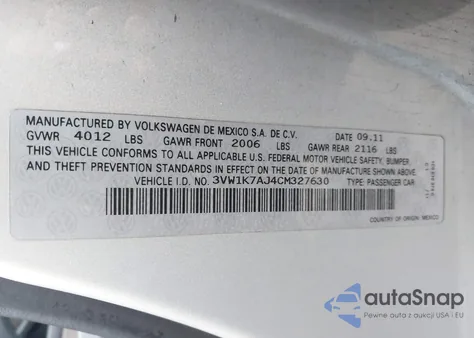 MANUFACTURED BY VOLKSWAGEN DE MEXICO S.A. DE C.V. DATE 09.11
GVWR 4012 LBS GAWR FRONT 2006 LBS GAWR REAR 2116 LBS
THIS VEHICLE CONFORMS TO ALL APPLICABLE U.S. FEDERAL MOTOR VEHICLE SAFETY, BUMPER,
AND THEFT PREVENTION STANDARDS IN EFFECT ON THE DATE OF MANUFACTURE SHOWN ABOVE.
VEHICLE I.D. NO. 3VW1K7AJ4CM327630 TYPE: PASSENGER CAR
COUNTRY OF ORIGIN: MEXICO
autaSnap
Pewne auta z aukcji USA i EU